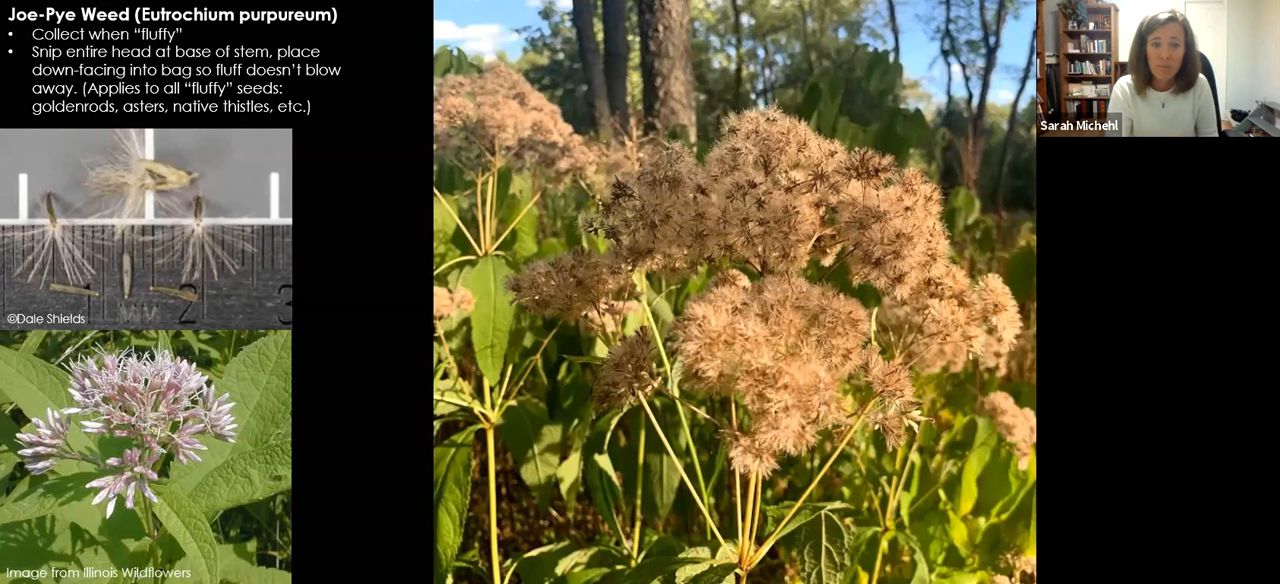 Joe-Pye Weed (Eutrochium purpureum)
• Collect when “fluffy”
• Snip entire head at base of stem, place
down-facing into bag so fluff doesn’t blow
away. (Applies to all “fluffy” seeds:
goldenrods, asters, native thistles, etc.)
2
3
©Dale Shields
Image from Illinois Wildflowers
Sarah Michehl